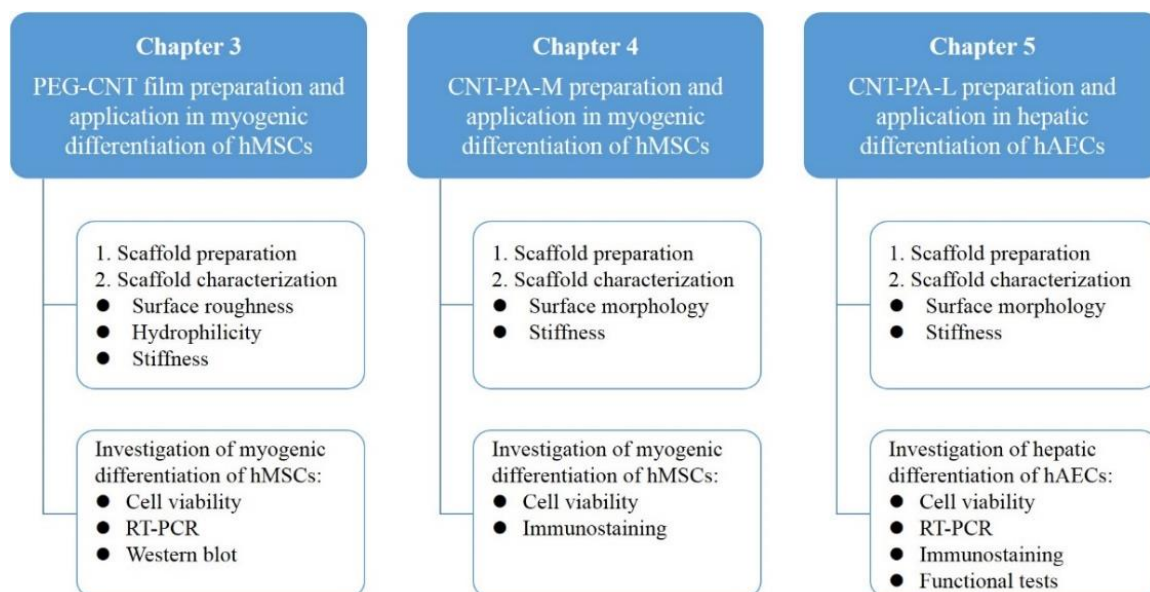 Chapter 3
PEG-CNT film preparation and
application in myogenic
differentiation of hMSCs
1. Scaffold preparation
2. Scaffold characterization
● Surface roughness
● Hydrophilicity
● Stiffness
Investigation of myogenic
differentiation of hMSCs:
● Cell viability
● RT-PCR
● Western blot
Chapter 4
CNT-PA-M preparation and
application in myogenic
differentiation of hMSCs
1. Scaffold preparation
2. Scaffold characterization
● Surface morphology
● Stiffness
Investigation of myogenic
differentiation of hMSCs:
● Cell viability
● Immunostaining
Chapter 5
CNT-PA-L preparation and
application in hepatic
differentiation of hAECs
1. Scaffold preparation
2. Scaffold characterization
● Surface morphology
● Stiffness
Investigation of hepatic
differentiation of hAECs:
● Cell viability
● RT-PCR
● Immunostaining
● Functional tests